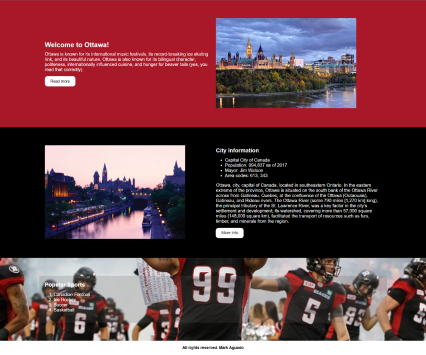 Welcome to Ottawa!
Ottawa is known for its international music festivals, its record-breaking ice skating
rink, and its beautiful nature. Ottawa is also known for its bilingual character,
politeness, internationally influenced cuisine, and hunger for beaver tails (yes, you
read that correctly).
Read more
City Information
Capital City of Canada
Population: 994,837 as of 2017
Mayor: Jim Watson
Area codes: 613, 343
Ottawa, city, capital of Canada, located in southeastern Ontario. In the eastern
extreme of the province, Ottawa is situated on the south bank of the Ottawa River
across from Gatineau, Quebec, at the confluence of the Ottawa (Outaouais),
Gatineau, and Rideau rivers. The Ottawa River (some 790 miles [1,270 km] long),
the principal tributary of the St. Lawrence River, was a key factor in the city's
settlement and development; its watershed, covering more than 57,000 square
miles (148,000 square km), facilitated the transport of resources such as furs,
timber, and minerals from the region.
More Info
Popular Sports
1. Canadian Football
2. Ice Hockey
3. Soccer
4. Basketball
99
5
All rights reserved. Mark Agustin